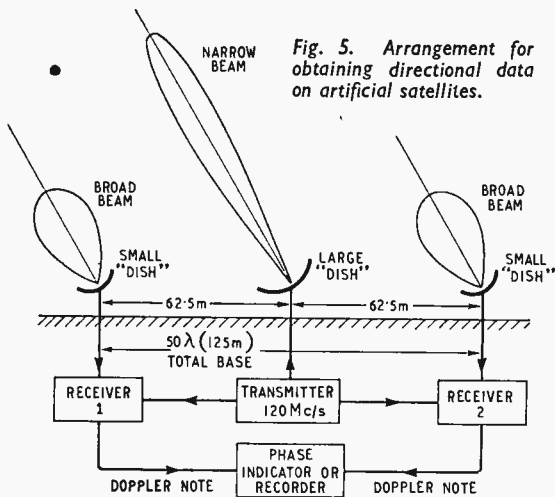 Fig. 5. Arrangement for
obtaining directional data
on artificial satellites.
NARROW
BEAM
BROAD
BEAM
BROAD
BEAM
SMALL
"DISH"
LARGE
"DISH"
SMALL
"DISH"
62·5m
62·5m
50λ (125m)
TOTAL BASE
RECEIVER
1
TRANSMITTER
120 Mc/s
RECEIVER
2
PHASE
INDICATOR OR
RECORDER
DOPPLER NOTE
DOPPLER NOTE